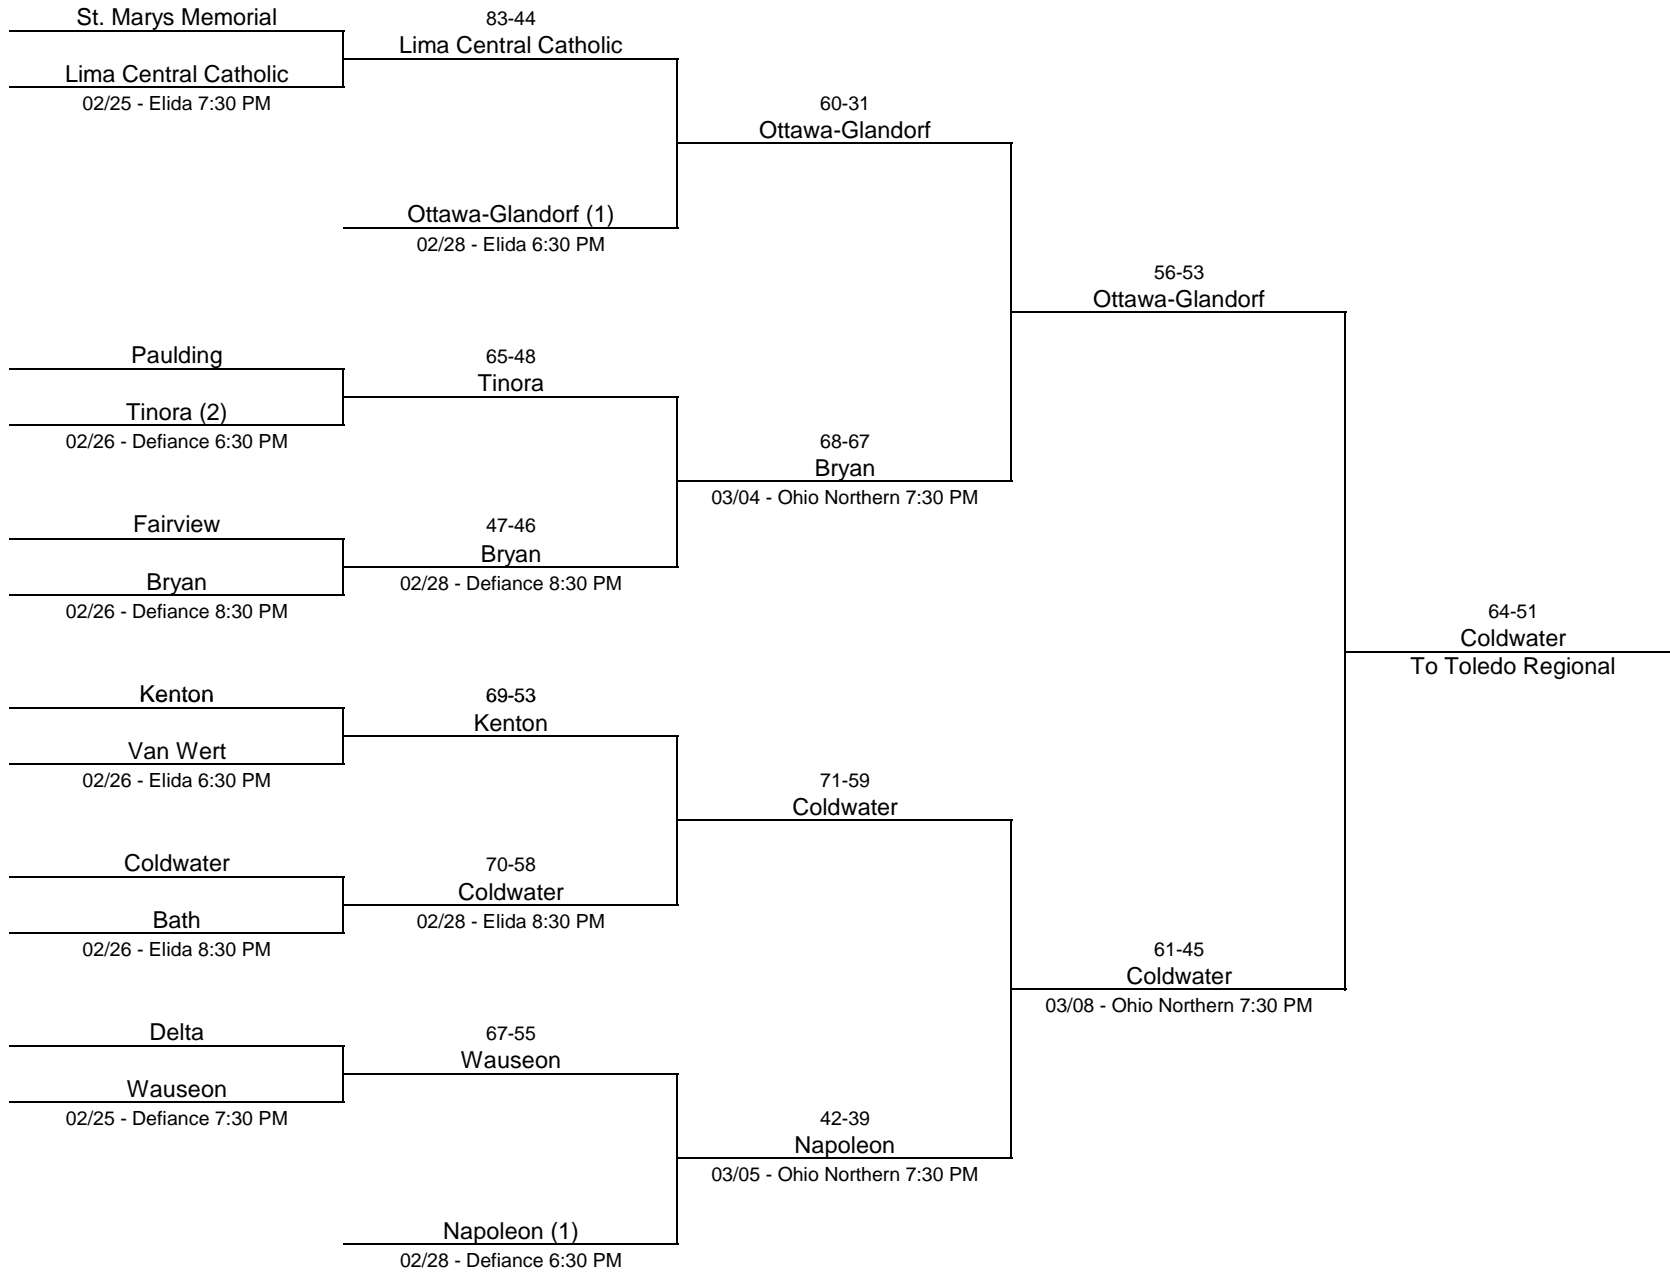 St. Marys Memorial
83-44
Lima Central Catholic
Lima Central Catholic
02/25 - Elida 7:30 PM
60-31
Ottawa-Glandorf
Ottawa-Glandorf (1)
02/28 - Elida 6:30 PM
56-53
Ottawa-Glandorf
Paulding
65-48
Tinora
Tinora (2)
02/26 - Defiance 6:30 PM
68-67
Bryan
03/04 - Ohio Northern 7:30 PM
Fairview
47-46
Bryan
Bryan
02/28 - Defiance 8:30 PM
02/26 - Defiance 8:30 PM
64-51
Coldwater
To Toledo Regional
Kenton
69-53
Kenton
Van Wert
02/26 - Elida 6:30 PM
71-59
Coldwater
Coldwater
70-58
Coldwater
Bath
02/28 - Elida 8:30 PM
02/26 - Elida 8:30 PM
61-45
Coldwater
03/08 - Ohio Northern 7:30 PM
Delta
67-55
Wauseon
Wauseon
02/25 - Defiance 7:30 PM
42-39
Napoleon
03/05 - Ohio Northern 7:30 PM
Napoleon (1)
02/28 - Defiance 6:30 PM